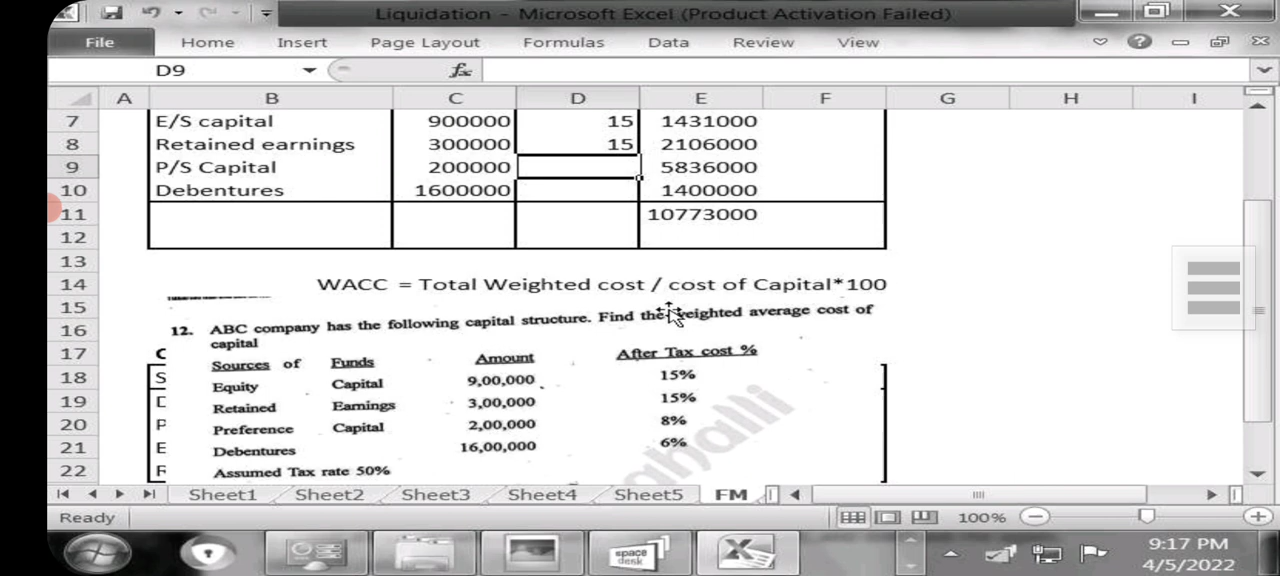 Liquidation - Microsoft Excel (Product Activation Failed)
File Home Insert Page Layout Formulas Data Review View
D9 fx
A B C D E F G H I
7 E/S capital 900000 15 1431000
8 Retained earnings 300000 15 2106000
9 P/S Capital 200000 5836000
10 Debentures 1600000 1400000
11 10773000
12
13
14 WACC = Total Weighted cost / cost of Capital*100
15
16 12. ABC company has the following capital structure. Find the weighted average cost of
capital
17 Sources of Funds Amount After Tax cost %
18 S Equity Capital 9,00,000 15%
19 Retained Earnings 3,00,000 15%
20 P Preference Capital 2,00,000 8%
21 E Debentures 16,00,000 6%
22 Assumed Tax rate 50%
Sheet1 Sheet2 Sheet3 Sheet4 Sheet5 FM
Ready 100%
space
desk
9:17 PM
4/5/2022